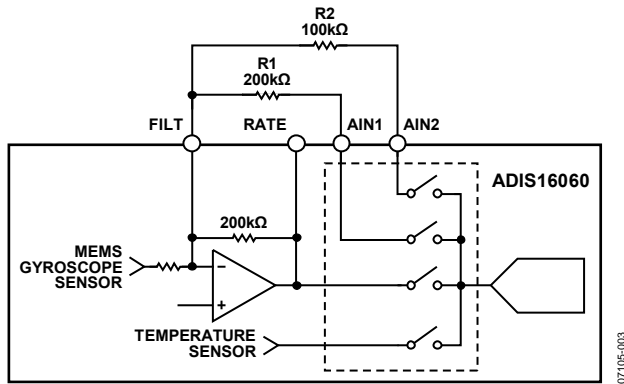 R2
100kΩ
R1
200kΩ
FILT RATE AIN1 AIN2
ADIS16060
200kΩ
MEMS
GYROSCOPE
SENSOR
−
+
TEMPERATURE
SENSOR
07105-003